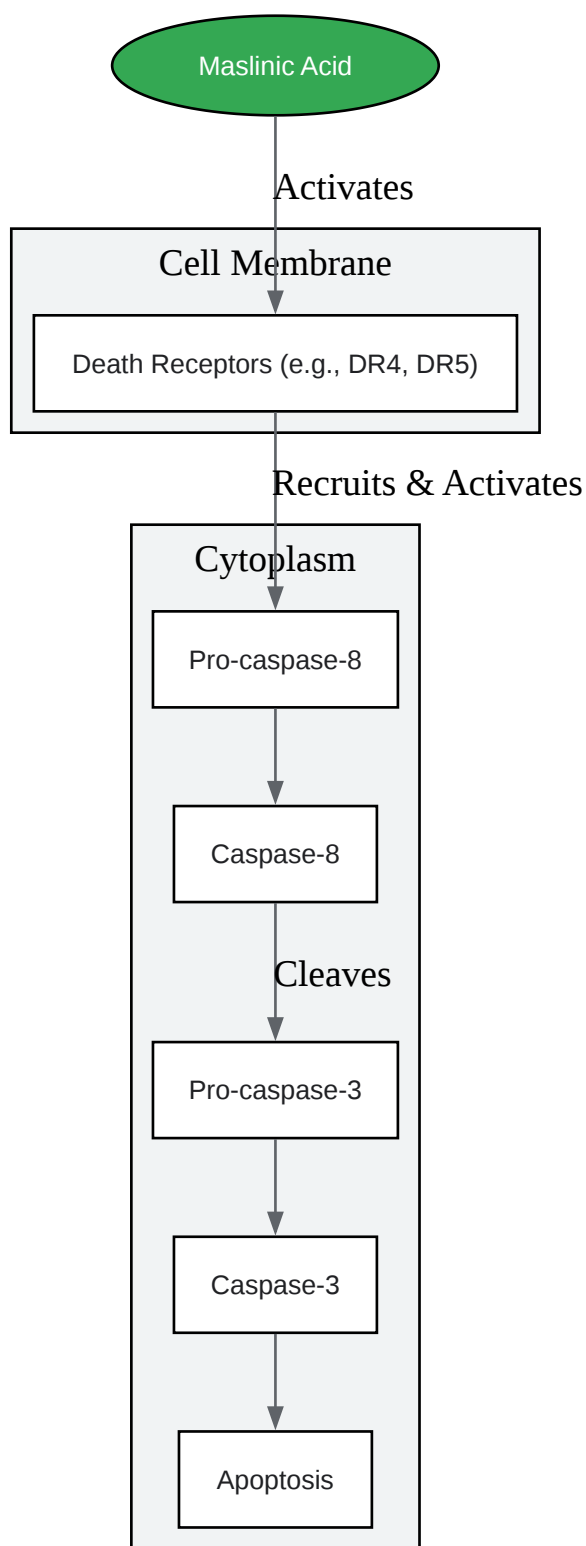 Maslinic Acid
Activates
Cell Membrane
Death Receptors (e.g., DR4, DR5)
Recruits & Activates
Cytoplasm
Pro-caspase-8
Caspase-8
Cleaves
Pro-caspase-3
Caspase-3
Apoptosis